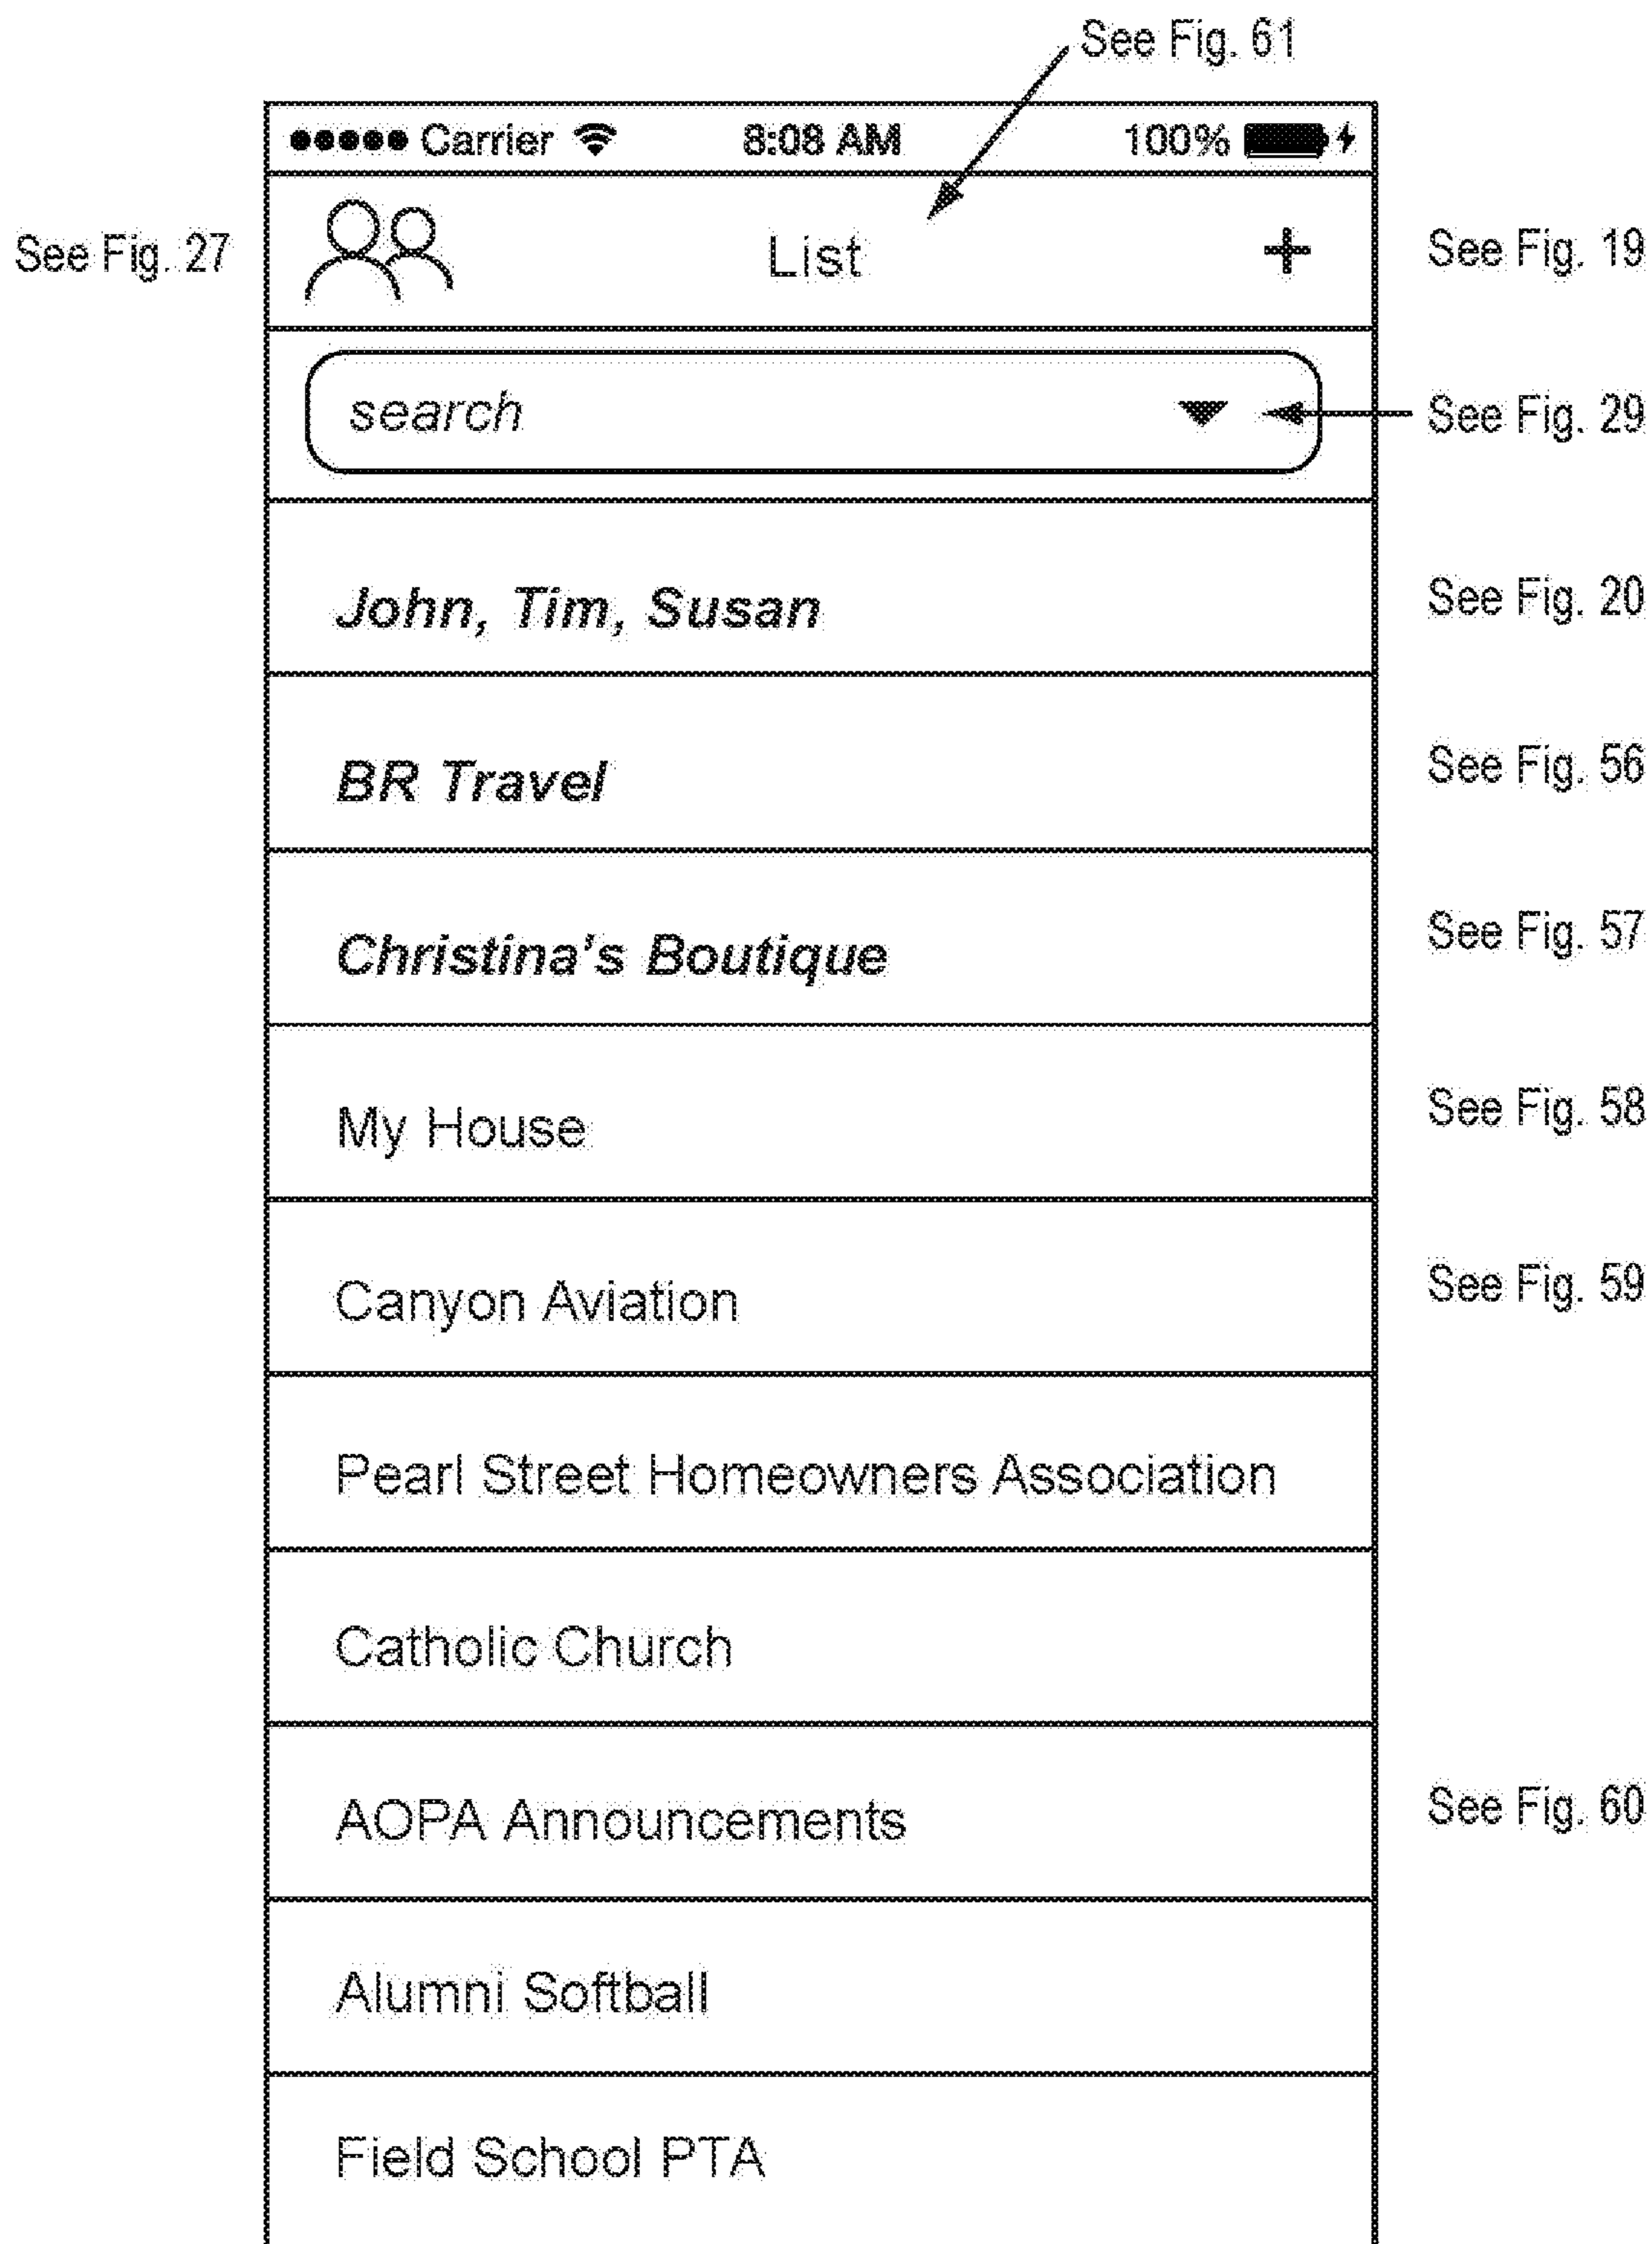 See Fig. 61
Carrier 8:08 AM 100%
See Fig. 27 List + See Fig. 19
search See Fig. 29
John, Tim, Susan See Fig. 20
BR Travel See Fig. 56
Christina's Boutique See Fig. 57
My House See Fig. 58
Canyon Aviation See Fig. 59
Pearl Street Homeowners Association
Catholic Church
AOPA Announcements See Fig. 60
Alumni Softball
Field School PTA